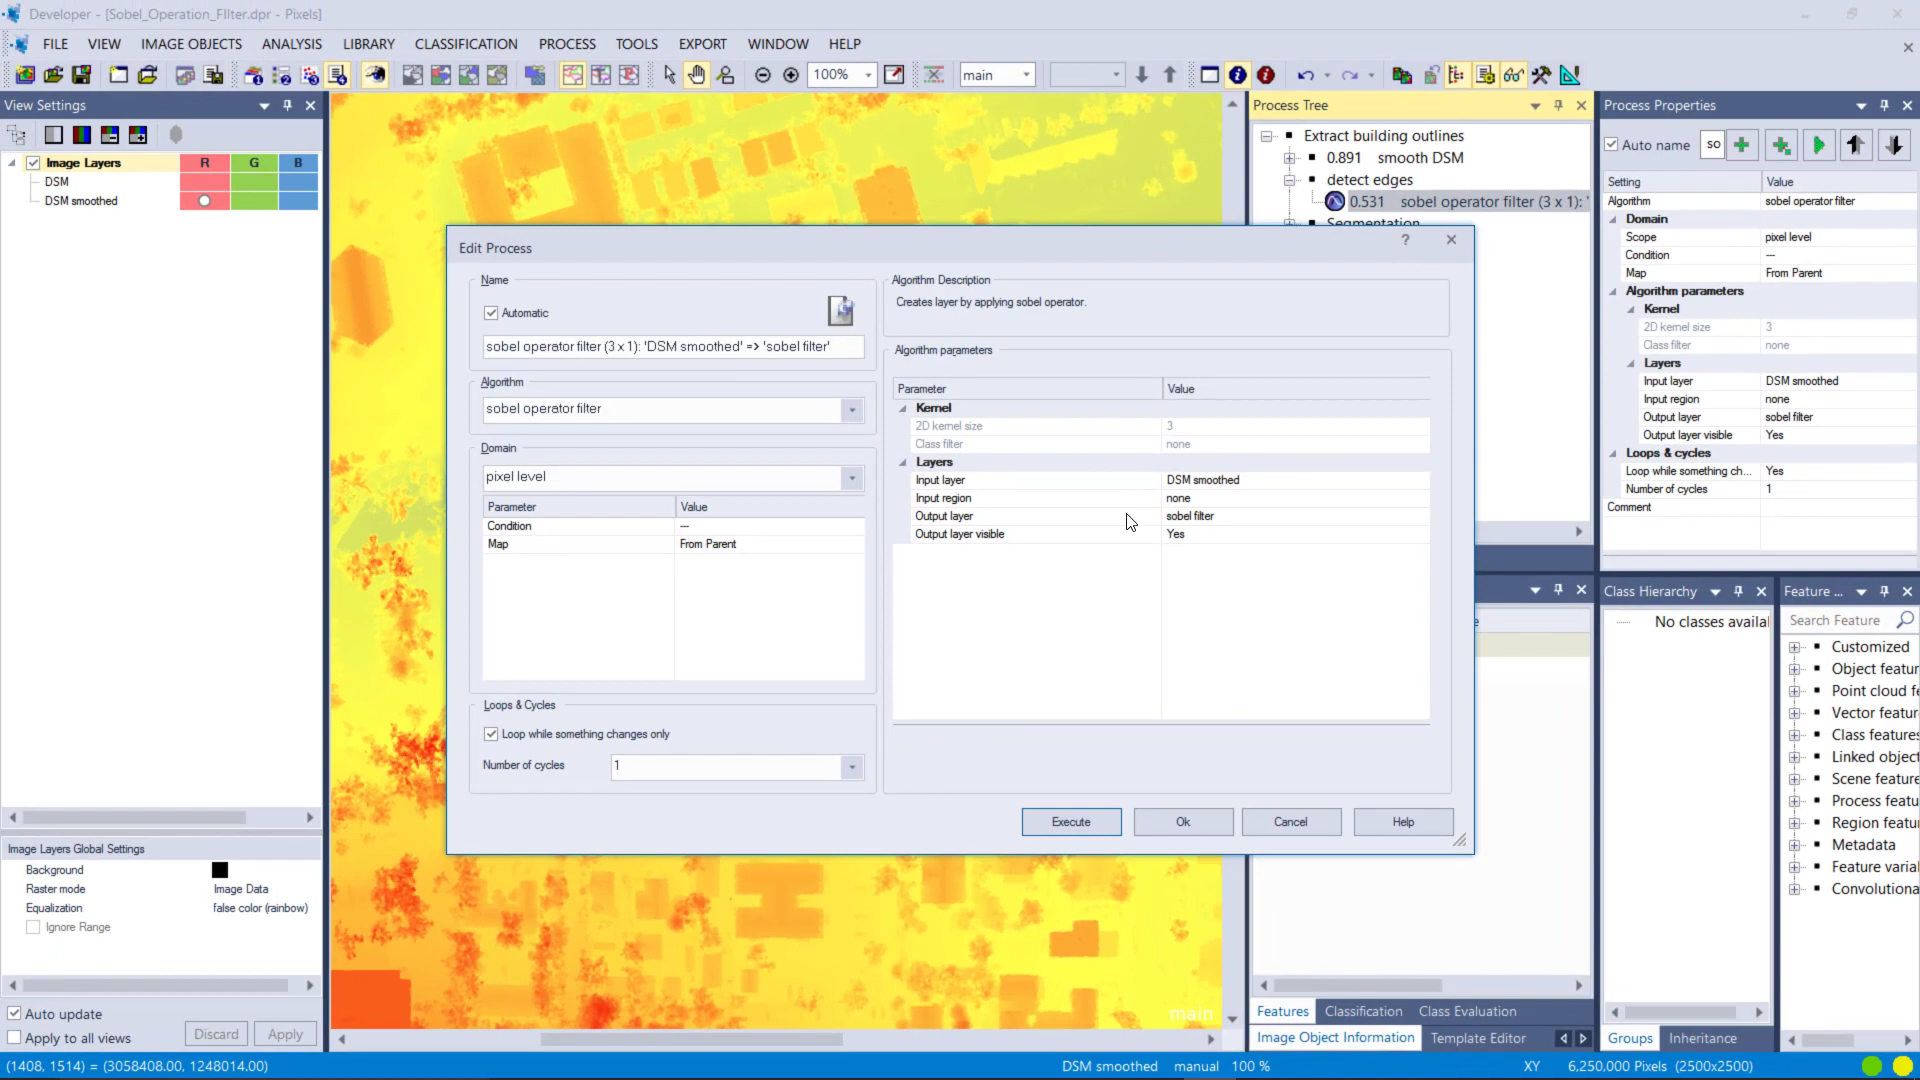 Developer - [Sobel_Operation_FIlter.dpr - Pixels]
FILE VIEW IMAGE OBJECTS ANALYSIS LIBRARY CLASSIFICATION PROCESS TOOLS EXPORT WINDOW HELP
100% main
View Settings
Image Layers R G B
DSM
DSM smoothed
Image Layers Global Settings
Background
Raster mode Image Data
Equalization false color (rainbow)
Ignore Range
Auto update
Apply to all views Discard Apply
main
Process Tree
Extract building outlines
0.891 smooth DSM
detect edges
0.531 sobel operator filter (3 x 1): '
Segmentation
Edit Process
?
Name
Automatic
sobel operator filter (3 x 1): 'DSM smoothed' => 'sobel filter'
Algorithm
sobel operator filter
Domain
pixel level
Parameter Value
Condition ---
Map From Parent
Loops & Cycles
Loop while something changes only
Number of cycles 1
Algorithm Description
Creates layer by applying sobel operator.
Algorithm parameters
Parameter Value
Kernel
2D kernel size 3
Class filter none
Layers
Input layer DSM smoothed
Input region none
Output layer sobel filter
Output layer visible Yes
Execute Ok Cancel Help
Features Classification Class Evaluation
Image Object Information Template Editor
Process Properties
Auto name so
Setting Value
Algorithm sobel operator filter
Domain
Scope pixel level
Condition ---
Map From Parent
Algorithm parameters
Kernel
2D kernel size 3
Class filter none
Layers
Input layer DSM smoothed
Input region none
Output layer sobel filter
Output layer visible Yes
Loops & cycles
Loop while something ch... Yes
Number of cycles 1
Comment
Class Hierarchy
No classes availal
Groups Inheritance
Feature ...
Search Feature
Customized
Object featur
Point cloud fe
Vector feature
Class features
Linked object
Scene feature
Process featu
Region featur
Metadata
Feature varial
Convolutiona
(1408, 1514) = (3058408.00, 1248014.00) DSM smoothed manual 100 % XY 6,250,000 Pixels (2500x2500)